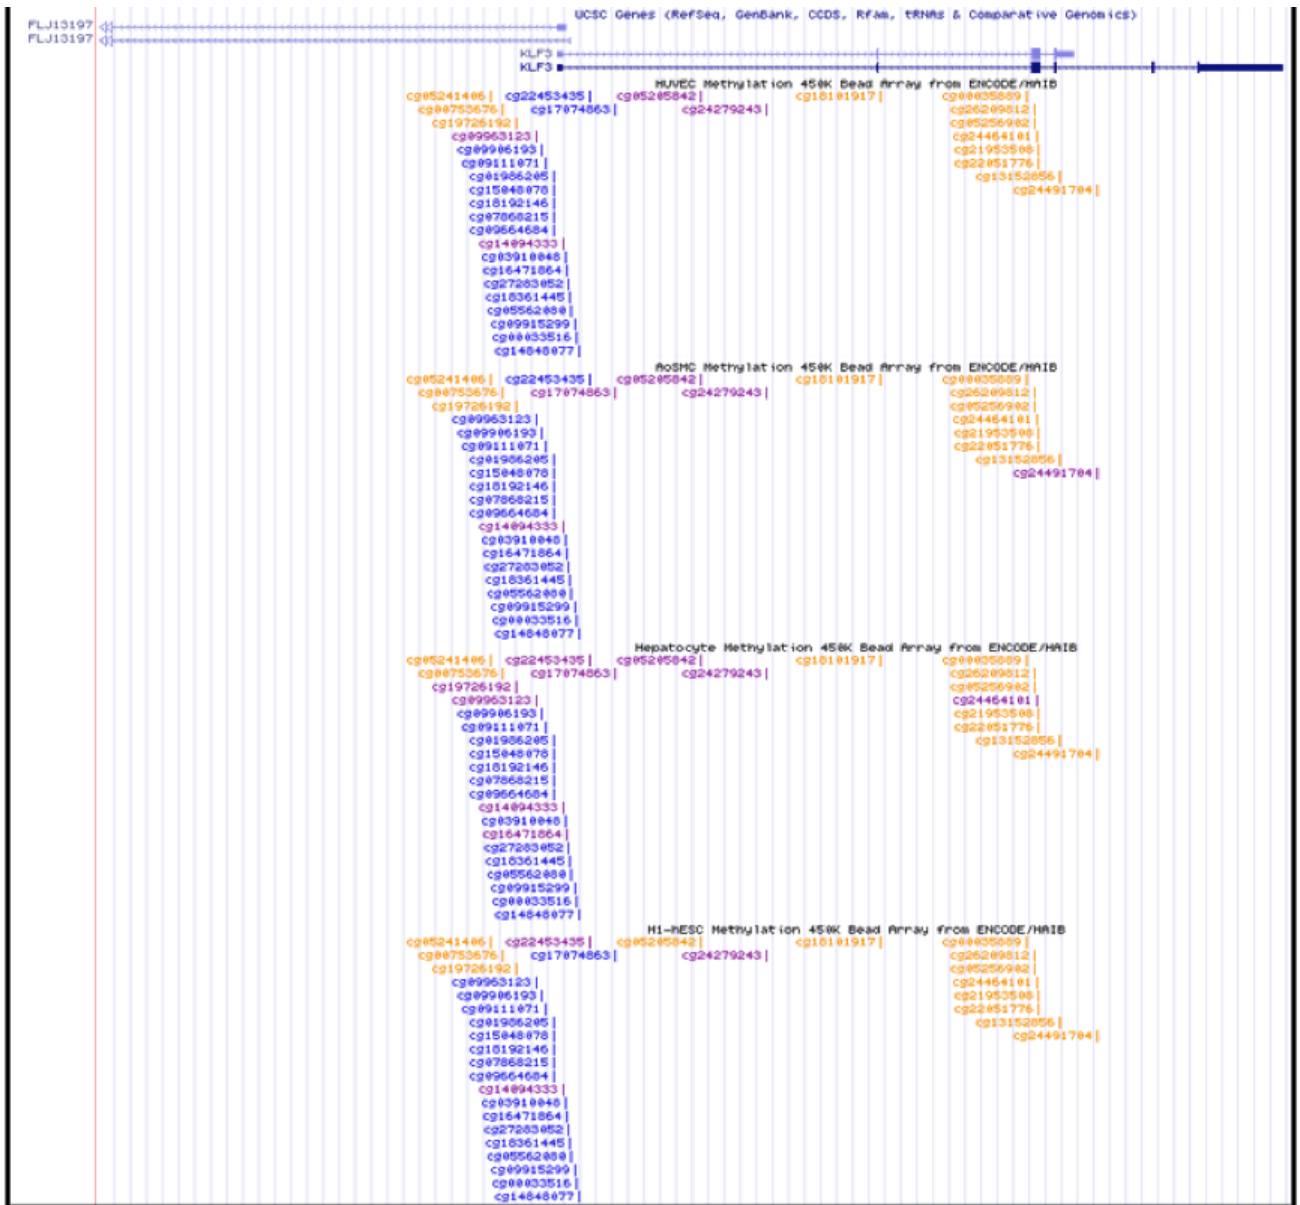 UCSC Genes (RefSeq, GenBank, CCDS, Rfam, tRNAs & Comparative Genomics)
FLJ13197
FLJ13197
KLF3
KLF3
HUVEC Methylation 450K Bead Array from ENCODE/HAIB
cg05241406 cg22453435 cg05205842 cg18101917 cg00035889
cg00753676 cg17074863 cg24279243 cg26209812
cg19726192 cg05256902
cg09963123 cg24464101
cg09906193 cg21953508
cg09111071 cg22051776
cg01986205 cg13152856
cg15048078 cg24491704
cg18192146
cg07868215
cg09664684
cg14094333
cg03910048
cg16471864
cg27283052
cg18361445
cg05562080
cg09915299
cg00033516
cg14848077
AoSMC Methylation 450K Bead Array from ENCODE/HAIB
cg05241406 cg22453435 cg05205842 cg18101917 cg00035889
cg00753676 cg17074863 cg24279243 cg26209812
cg19726192 cg05256902
cg09963123 cg24464101
cg09906193 cg21953508
cg09111071 cg22051776
cg01986205 cg13152856
cg15048078 cg24491704
cg18192146
cg07868215
cg09664684
cg14094333
cg03910048
cg16471864
cg27283052
cg18361445
cg05562080
cg09915299
cg00033516
cg14848077
Hepatocyte Methylation 450K Bead Array from ENCODE/HAIB
cg05241406 cg22453435 cg05205842 cg18101917 cg00035889
cg00753676 cg17074863 cg24279243 cg26209812
cg19726192 cg05256902
cg09963123 cg24464101
cg09906193 cg21953508
cg09111071 cg22051776
cg01986205 cg13152856
cg15048078 cg24491704
cg18192146
cg07868215
cg09664684
cg14094333
cg03910048
cg16471864
cg27283052
cg18361445
cg05562080
cg09915299
cg00033516
cg14848077
H1-hESC Methylation 450K Bead Array from ENCODE/HAIB
cg05241406 cg22453435 cg05205842 cg18101917 cg00035889
cg00753676 cg17074863 cg24279243 cg26209812
cg19726192 cg05256902
cg09963123 cg24464101
cg09906193 cg21953508
cg09111071 cg22051776
cg01986205 cg13152856
cg15048078 cg24491704
cg18192146
cg07868215
cg09664684
cg14094333
cg03910048
cg16471864
cg27283052
cg18361445
cg05562080
cg09915299
cg00033516
cg14848077